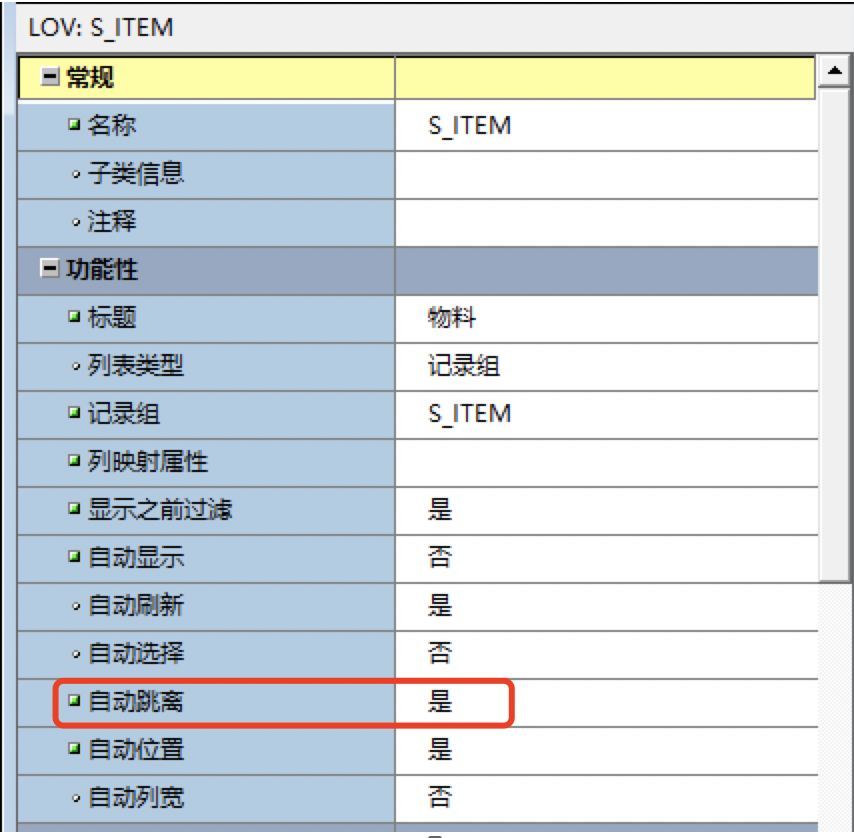 LOV: S_ITEM
常规
名称 S_ITEM
子类信息
注释
功能性
标题 物料
列表类型 记录组
记录组 S_ITEM
列映射属性
显示之前过滤 是
自动显示 否
自动刷新 是
自动选择 否
自动跳离 是
自动位置 是
自动列宽 否